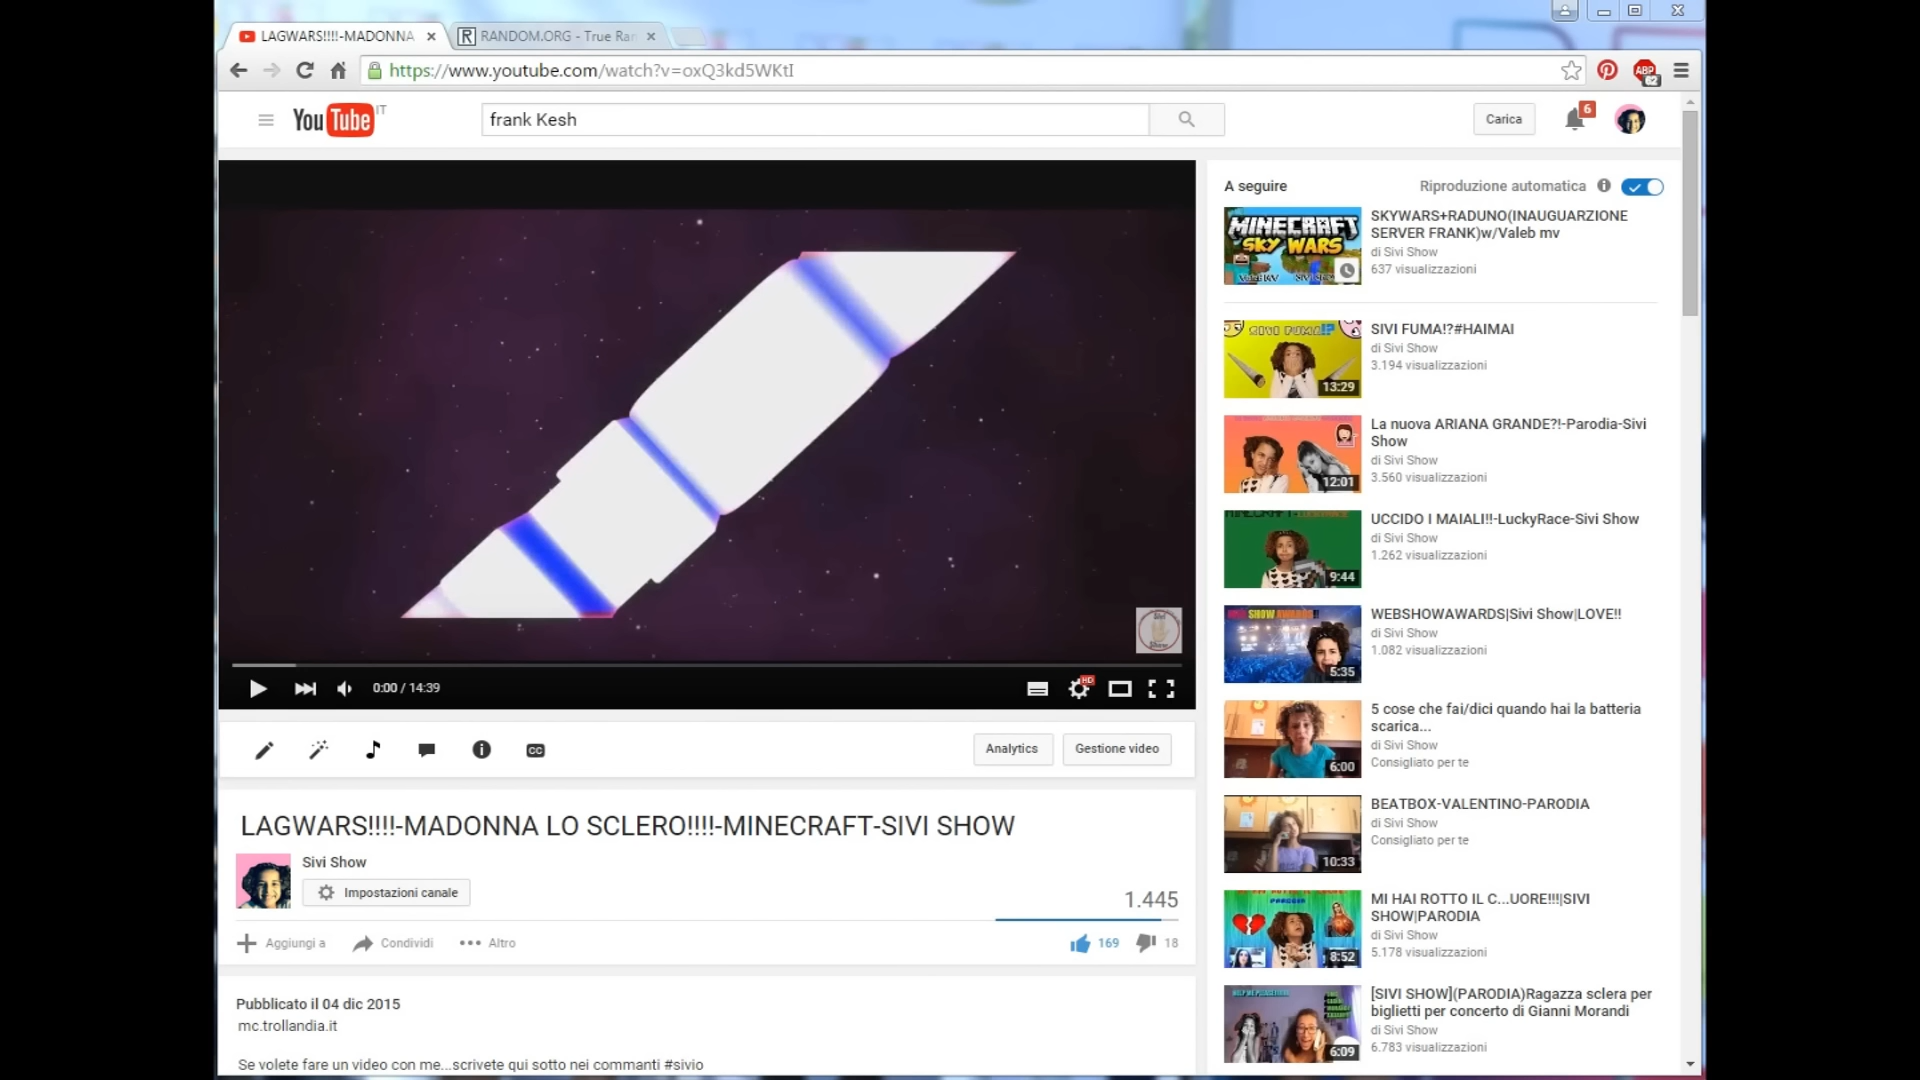 LAGWARS!!!!-MADONNA
RANDOM.ORG - True Ran
https://www.youtube.com/watch?v=oxQ3kd5WKtI
ABP
YouTube IT
frank Kesh
Carica
6
A seguire
Riproduzione automatica
MINECRAFT
SKY WARS
SKYWARS+RADUNO(INAUGUARZIONE
SERVER FRANK)w/Valeb mv
di Sivi Show
637 visualizzazioni
SIVI FUMA!?
13:29
SIVI FUMA!?#HAIMAI
di Sivi Show
3.194 visualizzazioni
12:01
La nuova ARIANA GRANDE?!-Parodia-Sivi
Show
di Sivi Show
3.560 visualizzazioni
9:44
UCCIDO I MAIALI!!-LuckyRace-Sivi Show
di Sivi Show
1.262 visualizzazioni
5:35
WEBSHOWAWARDS|Sivi Show|LOVE!!
di Sivi Show
1.082 visualizzazioni
6:00
5 cose che fai/dici quando hai la batteria
scarica...
di Sivi Show
Consigliato per te
10:33
BEATBOX-VALENTINO-PARODIA
di Sivi Show
Consigliato per te
8:52
MI HAI ROTTO IL C...UORE!!!|SIVI
SHOW|PARODIA
di Sivi Show
5.178 visualizzazioni
6:09
[SIVI SHOW](PARODIA)Ragazza sclera per
biglietti per concerto di Gianni Morandi
di Sivi Show
6.783 visualizzazioni
Sivi
Show
0:00 / 14:39
HD
CC
Analytics
Gestione video
LAGWARS!!!!-MADONNA LO SCLERO!!!!-MINECRAFT-SIVI SHOW
Sivi Show
Impostazioni canale
1.445
Aggiungi a
Condividi
Altro
169
18
Pubblicato il 04 dic 2015
mc.trollandia.it
Se volete fare un video con me...scrivete qui sotto nei commanti #sivio